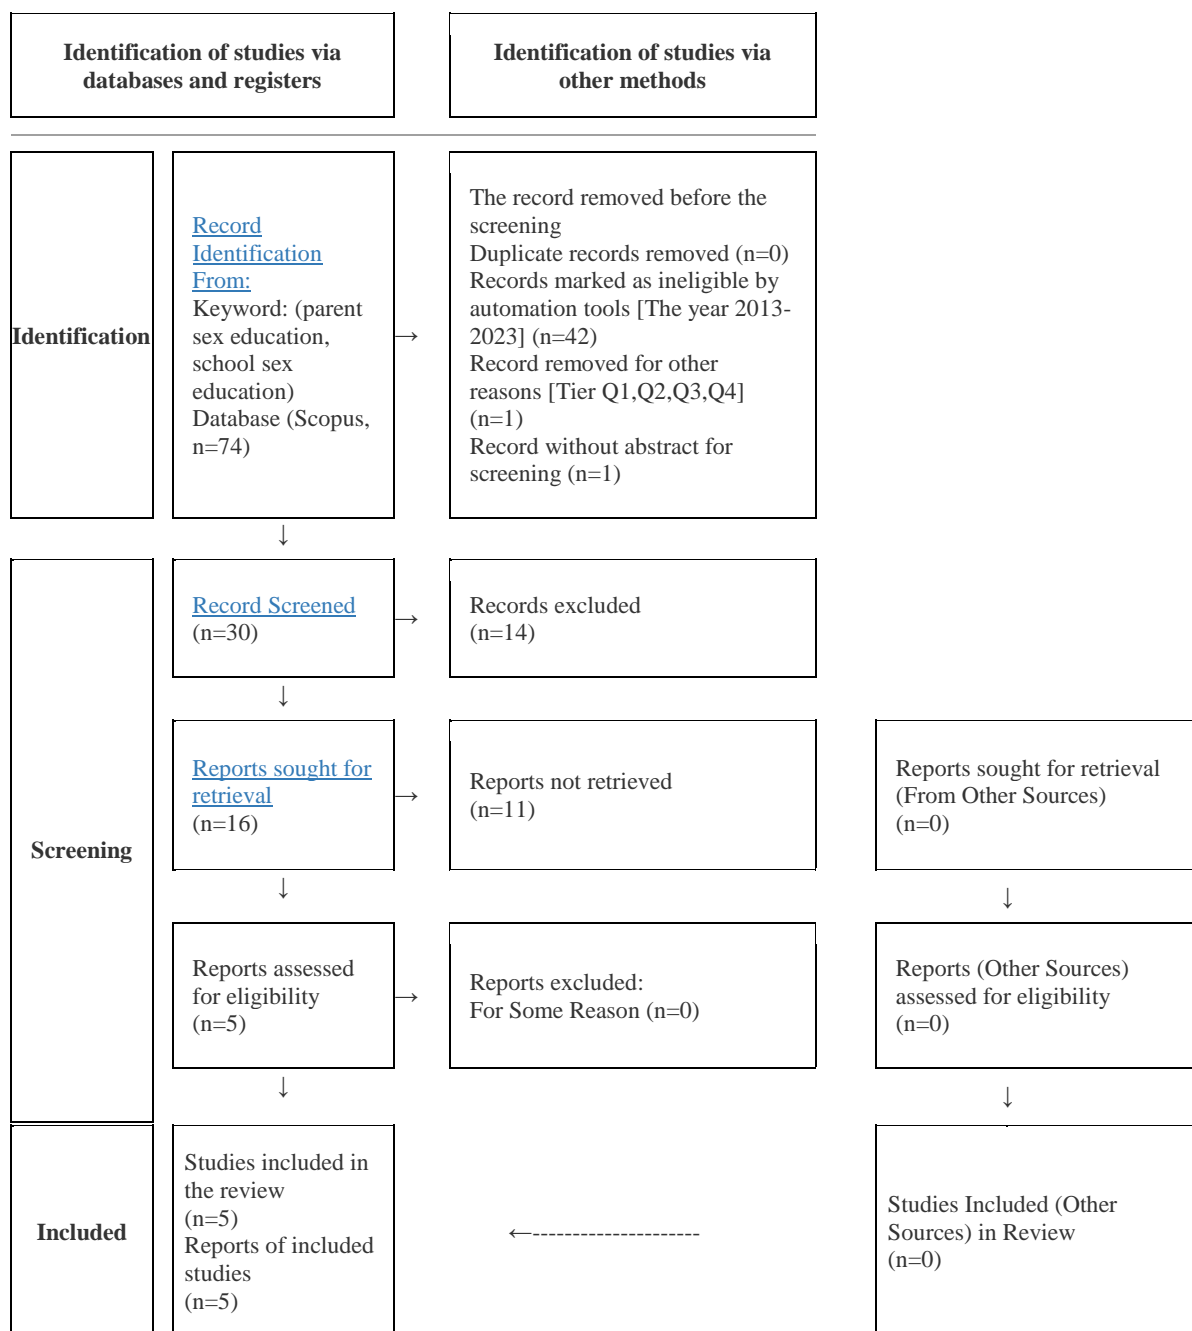 Identification of studies via
databases and registers
Identification of studies via
other methods
Identification
Record
Identification
From:
Keyword: (parent
sex education,
school sex
education)
Database (Scopus,
n=74)
→
The record removed before the
screening
Duplicate records removed (n=0)
Records marked as ineligible by
automation tools [The year 2013-
2023] (n=42)
Record removed for other
reasons [Tier Q1,Q2,Q3,Q4]
(n=1)
Record without abstract for
screening (n=1)
↓
Screening
Record Screened
(n=30)
→
Records excluded
(n=14)
↓
Reports sought for
retrieval
(n=16)
→
Reports not retrieved
(n=11)
Reports sought for retrieval
(From Other Sources)
(n=0)
↓
↓
Reports assessed
for eligibility
(n=5)
→
Reports excluded:
For Some Reason (n=0)
Reports (Other Sources)
assessed for eligibility
(n=0)
↓
↓
Included
Studies included in
the review
(n=5)
Reports of included
studies
(n=5)
←---------------------
Studies Included (Other
Sources) in Review
(n=0)